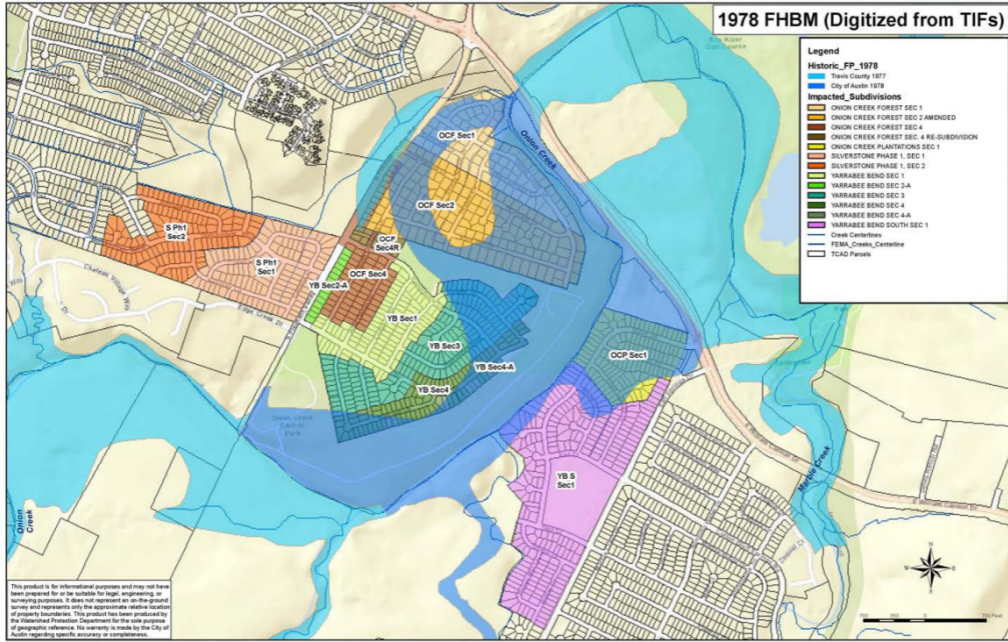 1978 FHBM (Digitized from TIFs)
Legend
Historic_FP_1978
Travis County 1977
City of Austin 1978
Impacted_Subdivisions
ONION CREEK FOREST SEC 1
ONION CREEK FOREST SEC 2 AMENDED
ONION CREEK FOREST SEC 4
ONION CREEK FOREST SEC. 4 RE-SUBDIVISION
ONION CREEK PLANTATIONS SEC 1
SILVERSTONE PHASE 1, SEC 1
SILVERSTONE PHASE 1, SEC 2
YARRABEE BEND SEC 1
YARRABEE BEND SEC 2-A
YARRABEE BEND SEC 3
YARRABEE BEND SEC 4
YARRABEE BEND SEC 4-A
YARRABEE BEND SOUTH SEC 1
Creek Centerlines
FEMA_Creeks_Centerline
TCAD Parcels
OCF Sec1
Onion Creek
OCF Sec2
S Ph1
Sec2
OCF
Sec4R
S Ph1
Sec1
OCF Sec4
YB Sec2-A
YB Sec1
YB Sec3
OCP Sec1
YB Sec4-A
YB Sec4
Onion Creek
Park
YB S
Sec1
Marble Creek
Onion
Creek
N
W
E
S
This product is for informational purposes and may not have
been prepared for or be suitable for legal, engineering, or
surveying purposes. It does not represent an on-the-ground
survey and represents only the approximate relative location
of property boundaries. This product has been produced by
the Watershed Protection Department for the sole purpose
of geographic reference. No warranty is made by the City of
Austin regarding specific accuracy or completeness.